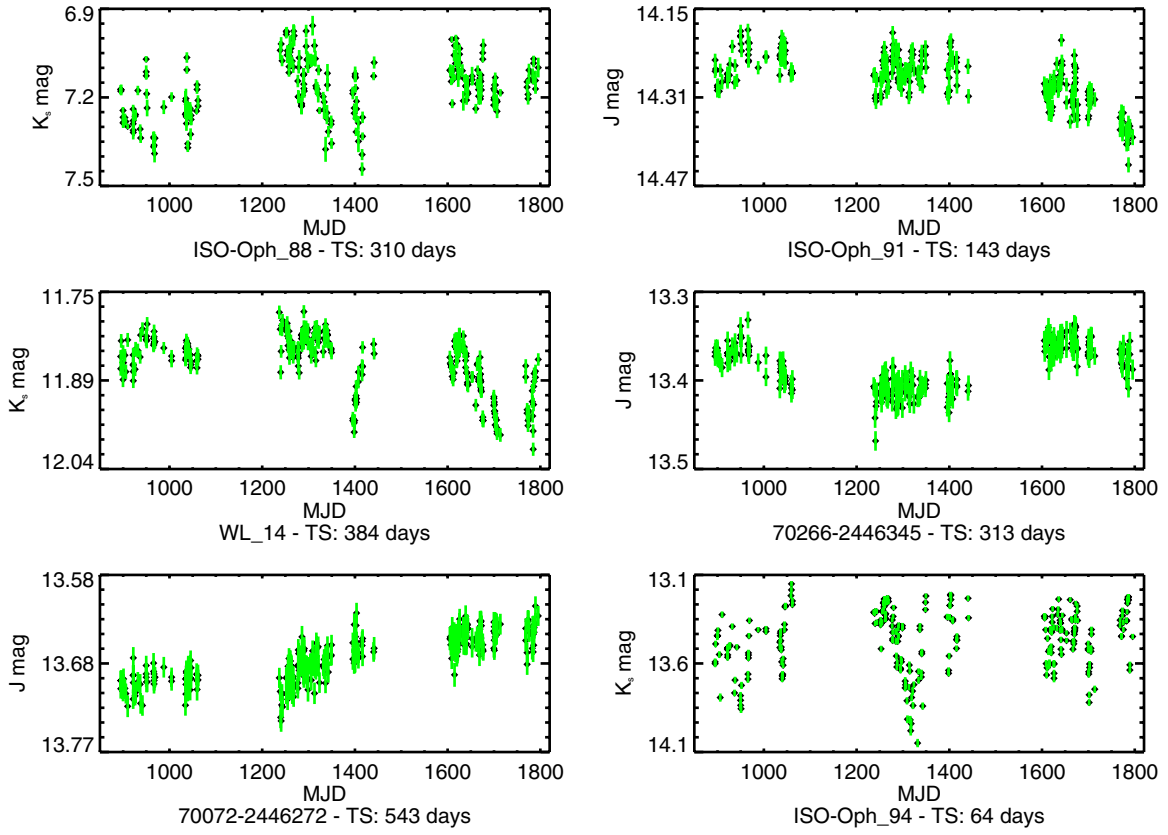 6.9
7.2
7.5
K_s mag
1000 1200 1400 1600 1800
MJD
ISO-Oph_88 - TS: 310 days
14.15
14.31
14.47
J mag
1000 1200 1400 1600 1800
MJD
ISO-Oph_91 - TS: 143 days
11.75
11.89
12.04
K_s mag
1000 1200 1400 1600 1800
MJD
WL_14 - TS: 384 days
13.3
13.4
13.5
J mag
1000 1200 1400 1600 1800
MJD
70266-2446345 - TS: 313 days
13.58
13.68
13.77
J mag
1000 1200 1400 1600 1800
MJD
70072-2446272 - TS: 543 days
13.1
13.6
14.1
K_s mag
1000 1200 1400 1600 1800
MJD
ISO-Oph_94 - TS: 64 days